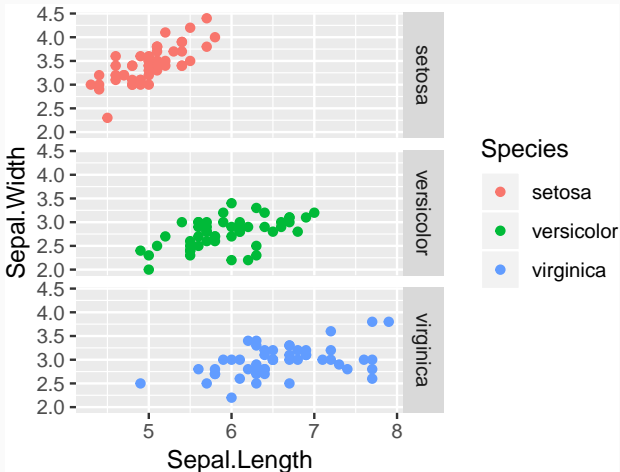 4.5
4.0
3.5
3.0
2.5
2.0
setosa
4.5
4.0
3.5
3.0
2.5
2.0
versicolor
4.5
4.0
3.5
3.0
2.5
2.0
virginica
Sepal.Width
5 6 7 8
Sepal.Length
Species
setosa
versicolor
virginica